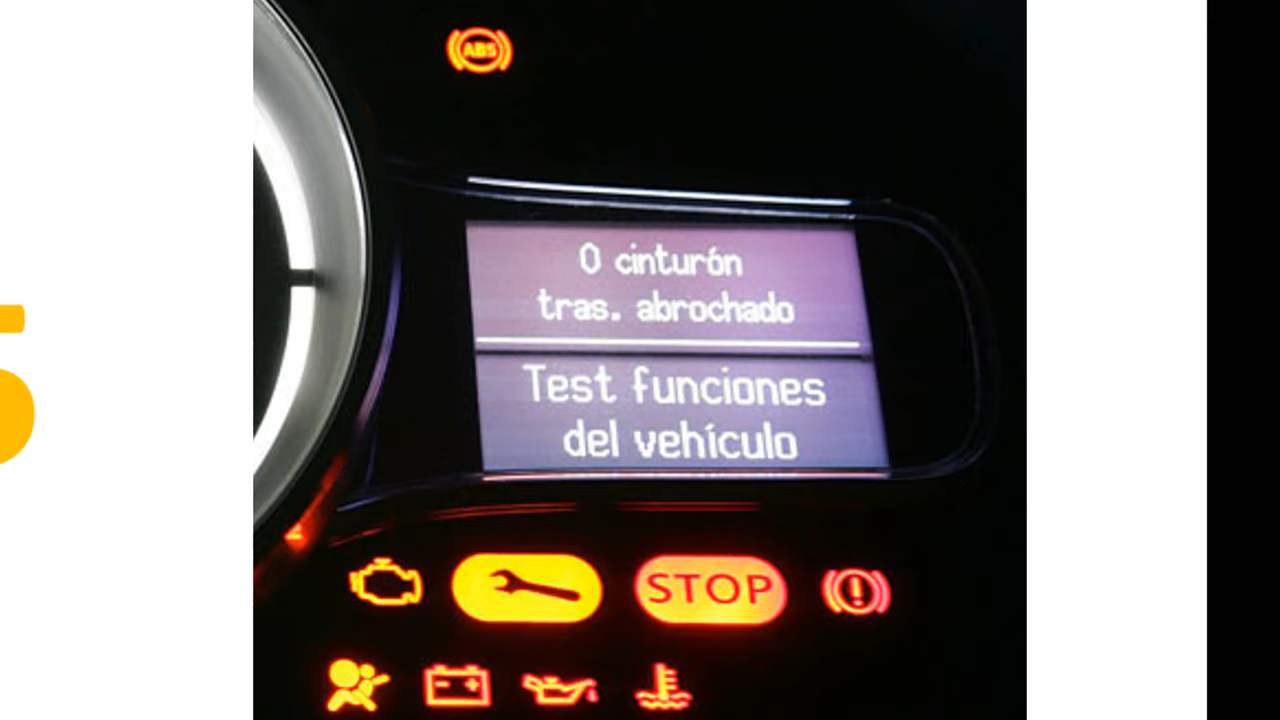 ABS
0 cinturón
tras. abrochado
Test funciones
del vehículo
STOP